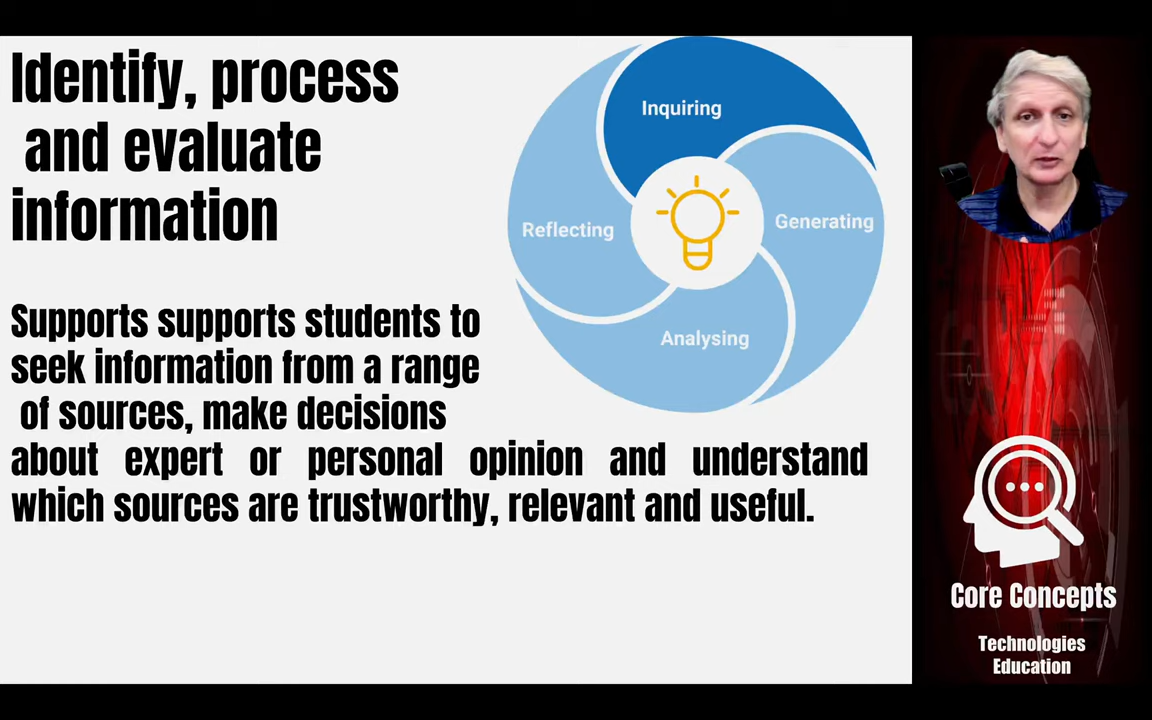 Identify, process
and evaluate
information
Supports supports students to
seek information from a range
of sources, make decisions
about expert or personal opinion and understand
which sources are trustworthy, relevant and useful.
Inquiring
Generating
Reflecting
Analysing
Core Concepts
Technologies
Education